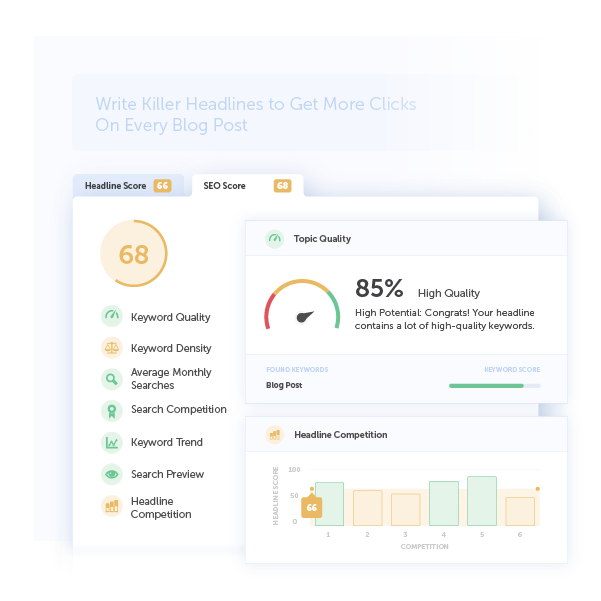 Write Killer Headlines to Get More Clicks
On Every Blog Post
Headline Score 66
SEO Score 68
68
Keyword Quality
Keyword Density
Average Monthly
Searches
Search Competition
Keyword Trend
Search Preview
Headline
Competition
Topic Quality
85% High Quality
High Potential: Congrats! Your headline
contains a lot of high-quality keywords.
FOUND KEYWORDS KEYWORD SCORE
Blog Post
Headline Competition
HEADLINE SCORE
100
50
0
66
1 2 3 4 5 6
COMPETITION